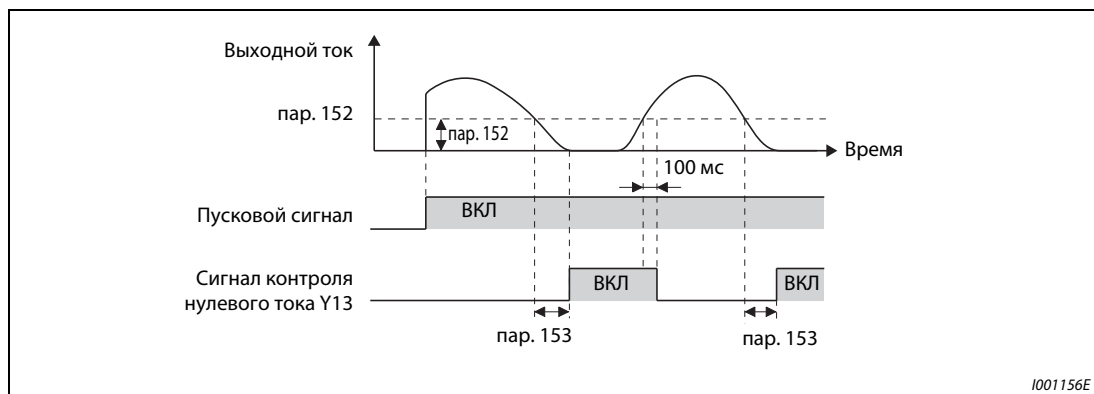 Выходной ток
пар. 152
пар. 152
Время
100 мс
Пусковой сигнал
ВКЛ
Сигнал контроля
нулевого тока Y13
ВКЛ
ВКЛ
пар. 153
пар. 153
I001156E